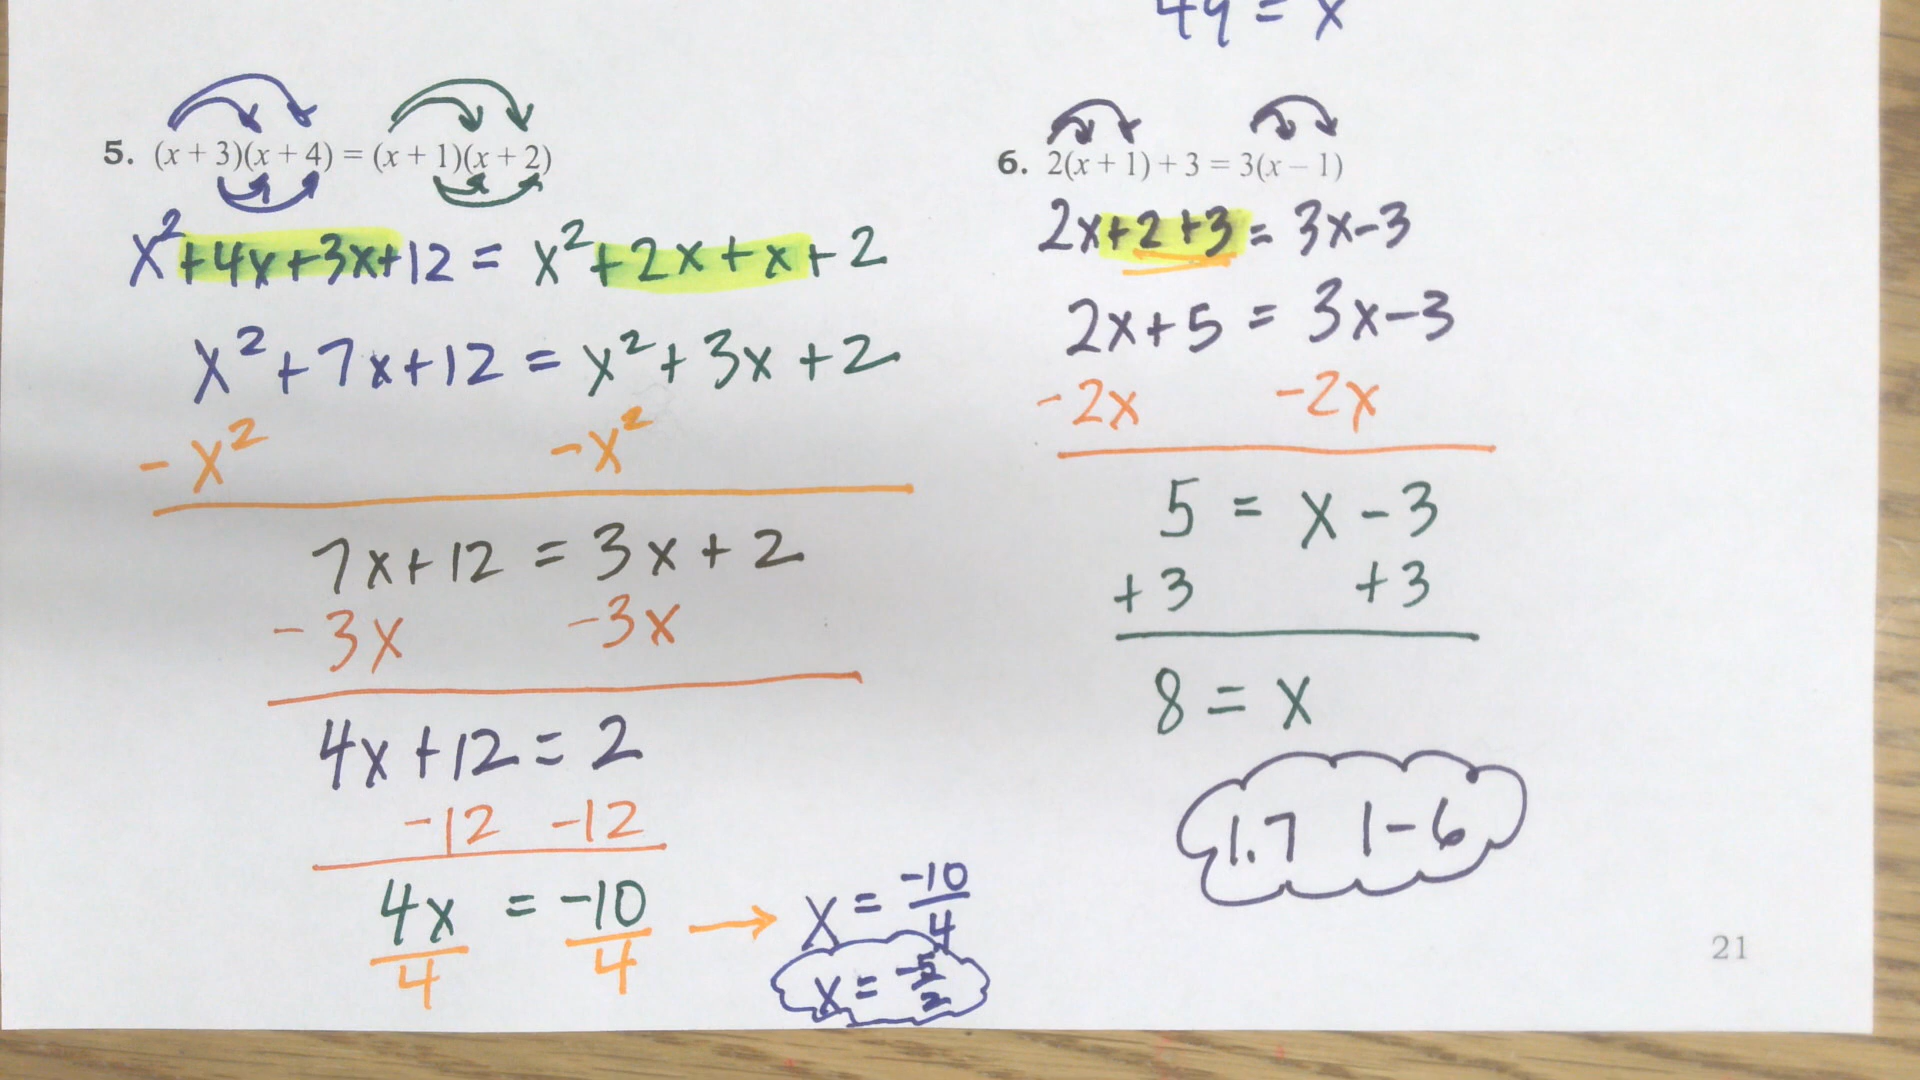 49 = x
5. (x + 3)(x + 4) = (x + 1)(x + 2)
x² +4x+3x+12 = x² +2x+x+2
x² +7x+12 = x² +3x+2
-x² -x²
7x+12 = 3x+2
-3x -3x
4x+12 = 2
-12 -12
4x/4 = -10/4 → x = -10/4
x = -5/2
6. 2(x + 1) + 3 = 3(x – 1)
2x+2+3 = 3x-3
2x+5 = 3x-3
-2x -2x
5 = x-3
+3 +3
8 = x
1.7 1-6
21